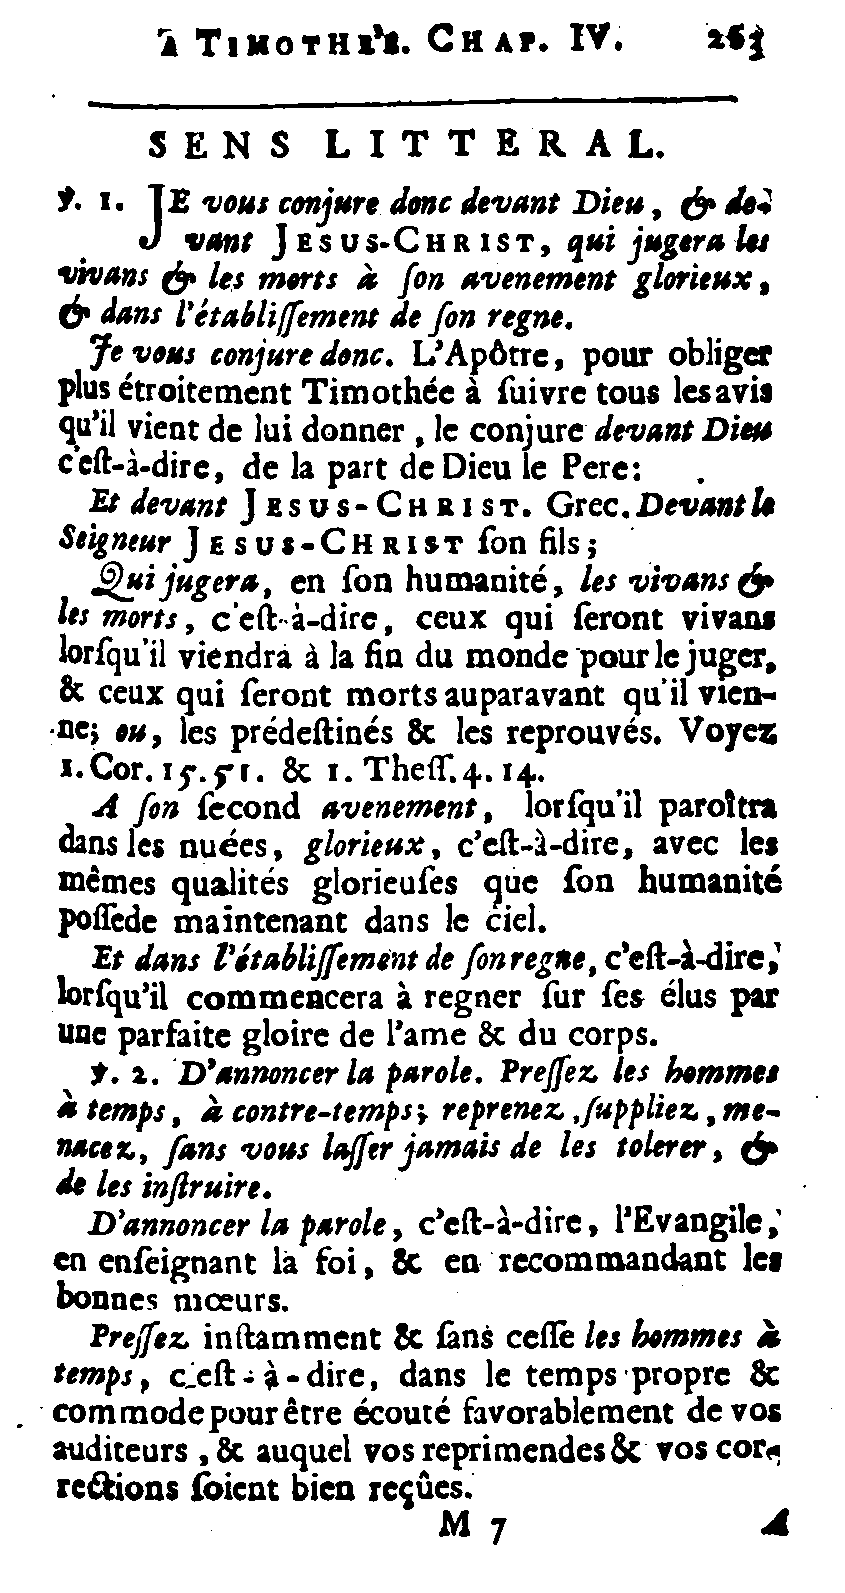 à TIMOTHE'E. CHAP. IV.
SENS LITTERAL.
℣. 1. JE vous conjure donc devant Dieu, & de-
vant JESUS-CHRIST, qui jugera les
vivans & les morts à ſon avenement glorieux,
& dans l'établiſſement de ſon regne.
Je vous conjure donc. L'Apôtre, pour obliger
plus étroitement Timothée à ſuivre tous les avis
qu'il vient de lui donner, le conjure devant Dieu
c'eſt-à-dire, de la part de Dieu le Pere:
Et devant JESUS-CHRIST. Grec. Devant le
Seigneur JESUS-CHRIST ſon fils;
Qui jugera, en ſon humanité, les vivans &
les morts, c'eſt-à-dire, ceux qui ſeront vivans
lorſqu'il viendra à la fin du monde pour le juger,
& ceux qui ſeront morts auparavant qu'il vien-
ne; ou, les prédeſtinés & les reprouvés. Voyez
1. Cor. 15. 51. & 1. Theſſ. 4. 14.
A ſon ſecond avenement, lorſqu'il paroîtra
dans les nuées, glorieux, c'eſt-à-dire, avec les
mêmes qualités glorieuſes que ſon humanité
poſſede maintenant dans le ciel.
Et dans l'établiſſement de ſon regne, c'eſt-à-dire,
lorſqu'il commencera à regner ſur ſes élus par
une parfaite gloire de l'ame & du corps.
℣. 2. D'annoncer la parole. Preſſez les hommes
à temps, à contre-temps; reprenez, ſuppliez, me-
nacez, ſans vous laſſer jamais de les tolerer, &
de les inſtruire.
D'annoncer la parole, c'eſt-à-dire, l'Evangile,
en enſeignant la foi, & en recommandant les
bonnes mœurs.
Preſſez inſtamment & ſans ceſſe les hommes à
temps, c'eſt-à-dire, dans le temps propre &
commode pour être écouté favorablement de vos
auditeurs, & auquel vos reprimendes & vos cor-
rections ſoient bien reçûes.
M 7 A